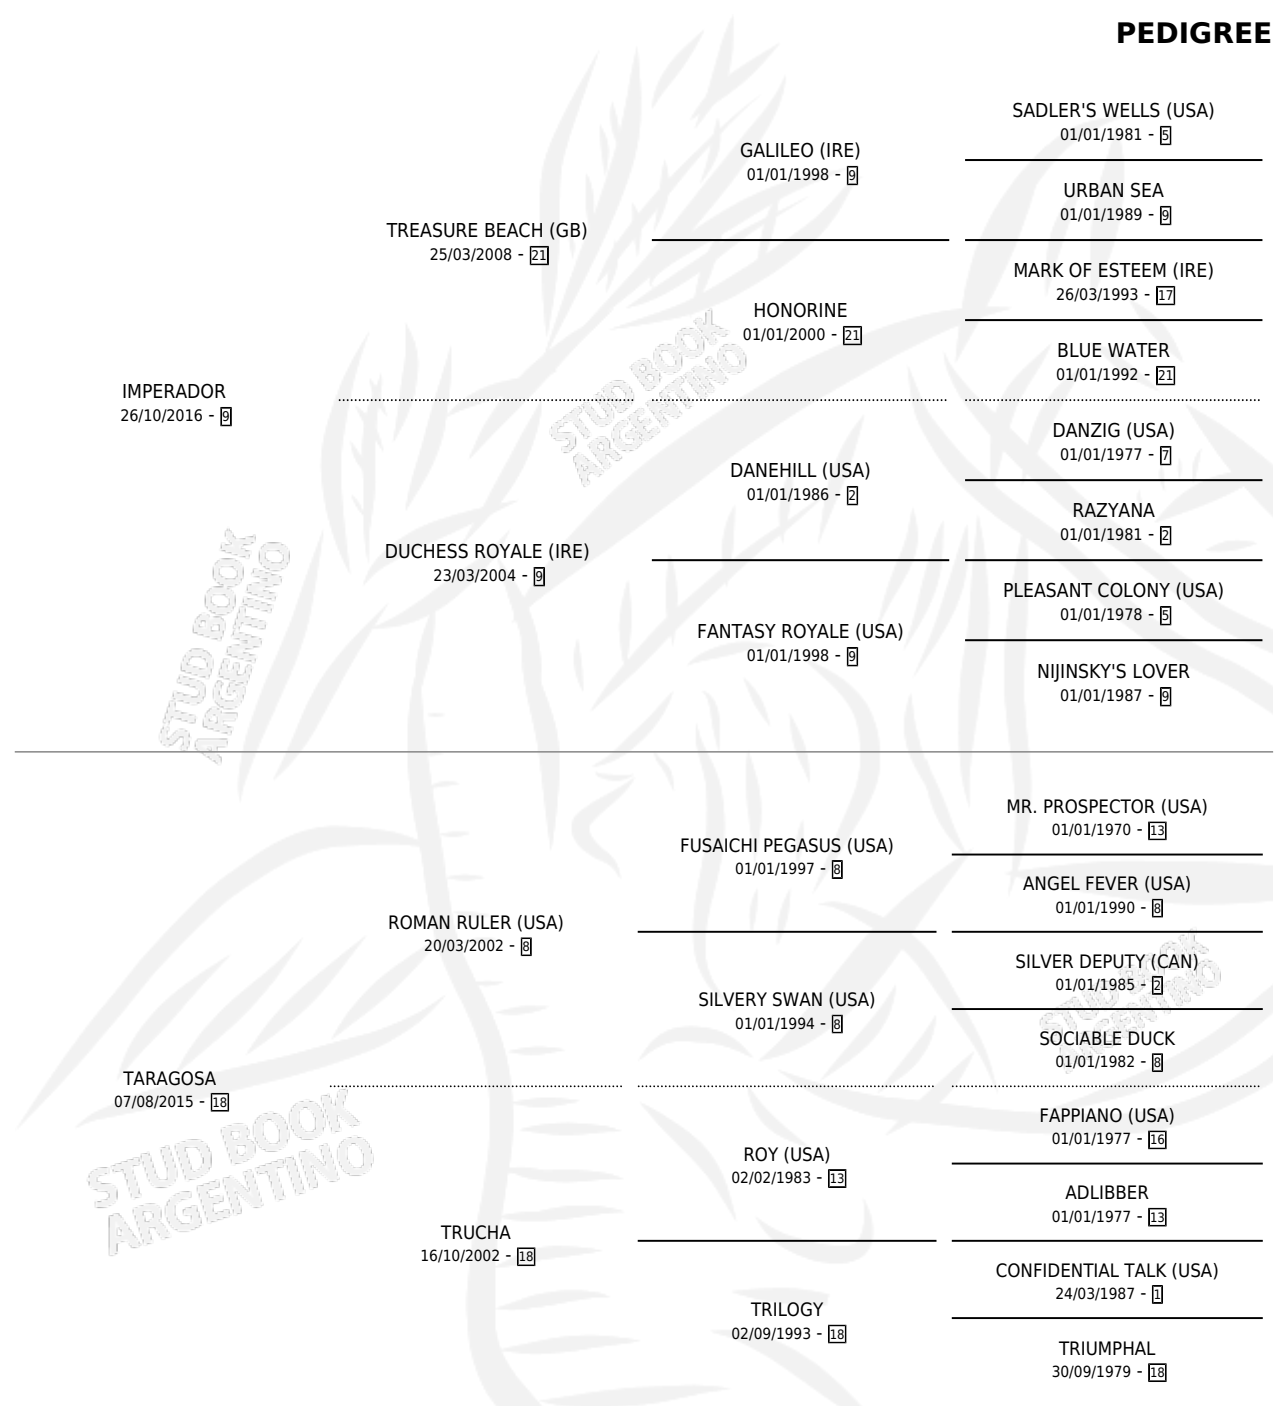 PEDIGREE
SADLER'S WELLS (USA)
01/01/1981 - 5
GALILEO (IRE)
01/01/1998 - 9
URBAN SEA
01/01/1989 - 9
TREASURE BEACH (GB)
25/03/2008 - 21
MARK OF ESTEEM (IRE)
26/03/1993 - 17
HONORINE
01/01/2000 - 21
BLUE WATER
01/01/1992 - 21
IMPERADOR
26/10/2016 - 9
DANZIG (USA)
01/01/1977 - 7
DANEHILL (USA)
01/01/1986 - 2
RAZYANA
01/01/1981 - 2
DUCHESS ROYALE (IRE)
23/03/2004 - 9
PLEASANT COLONY (USA)
01/01/1978 - 5
FANTASY ROYALE (USA)
01/01/1998 - 9
NIJINSKY'S LOVER
01/01/1987 - 9
MR. PROSPECTOR (USA)
01/01/1970 - 13
FUSAICHI PEGASUS (USA)
01/01/1997 - 8
ANGEL FEVER (USA)
01/01/1990 - 8
ROMAN RULER (USA)
20/03/2002 - 8
SILVER DEPUTY (CAN)
01/01/1985 - 2
SILVERY SWAN (USA)
01/01/1994 - 8
SOCIABLE DUCK
01/01/1982 - 8
TARAGOSA
07/08/2015 - 18
FAPPIANO (USA)
01/01/1977 - 16
ROY (USA)
02/02/1983 - 13
ADLIBBER
01/01/1977 - 13
TRUCHA
16/10/2002 - 18
CONFIDENTIAL TALK (USA)
24/03/1987 - 1
TRILOGY
02/09/1993 - 18
TRIUMPHAL
30/09/1979 - 18
STUD BOOK
ARGENTINO
STUD BOOK
ARGENTINO
STUD BOOK
ARGENTINO
STUD BOOK
ARGENTINO